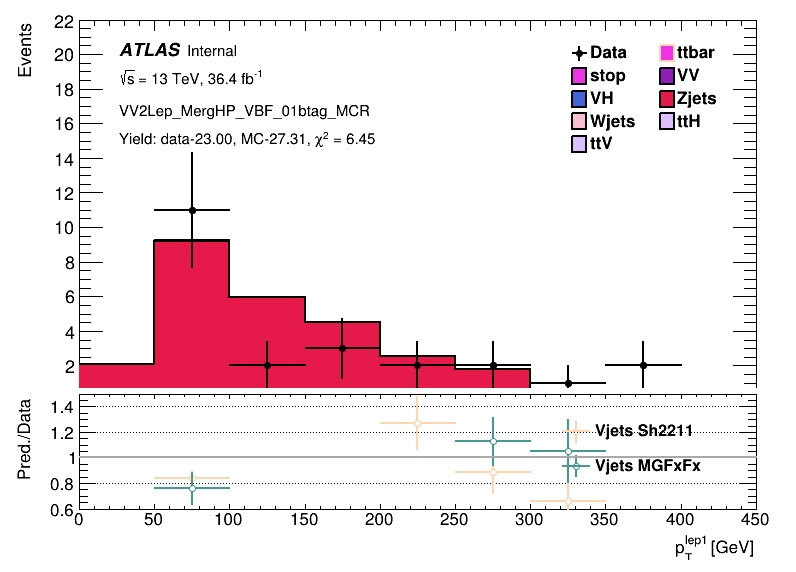 Events
22
20
18
16
14
12
10
8
6
4
2
ATLAS Internal
√s = 13 TeV, 36.4 fb⁻¹
VV2Lep_MergHP_VBF_01btag_MCR
Yield: data-23.00, MC-27.31, χ² = 6.45
Data ttbar
stop VV
VH Zjets
Wjets ttH
ttV
Pred./Data
1.4
1.2
1
0.8
0.6
Vjets Sh2211
Vjets MGFxFx
0 50 100 150 200 250 300 350 400 450
p_T^lep1 [GeV]